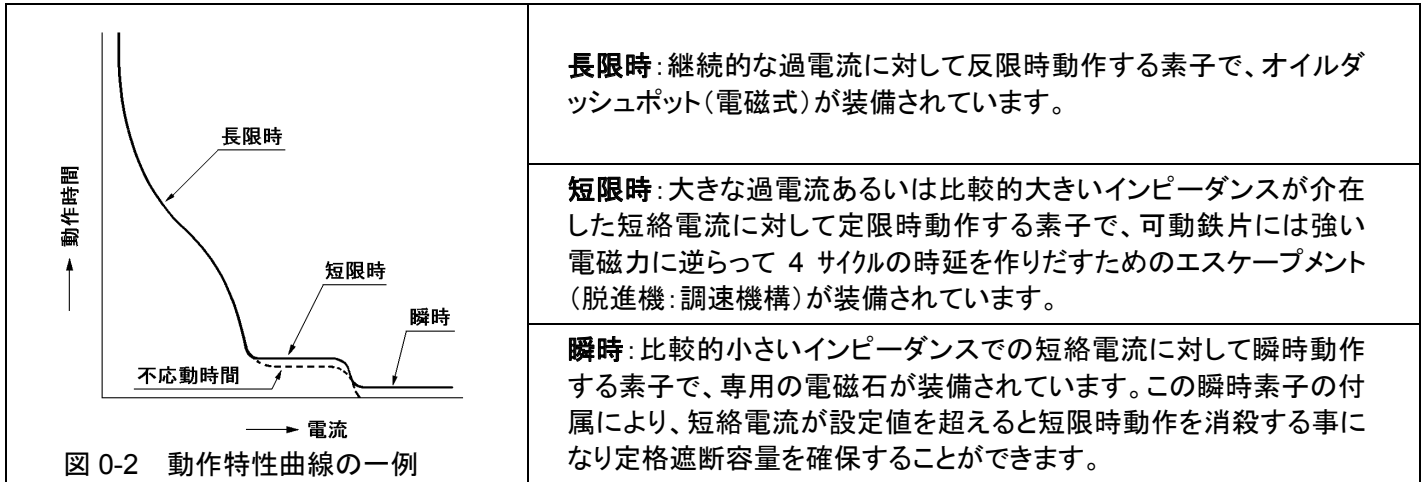 動作時間
長限時
短限時
瞬時
不応動時間
電流
図 0-2 動作特性曲線の一例
長限時:継続的な過電流に対して反限時動作する素子で、オイルダ
ッシュポット(電磁式)が装備されています。
短限時:大きな過電流あるいは比較的大きいインピーダンスが介在
した短絡電流に対して定限時動作する素子で、可動鉄片には強い
電磁力に逆らって 4 サイクルの時延を作りだすためのエスケープメント
(脱進機:調速機構)が装備されています。
瞬時:比較的小さいインピーダンスでの短絡電流に対して瞬時動作
する素子で、専用の電磁石が装備されています。この瞬時素子の付
属により、短絡電流が設定値を超えると短限時動作を消殺する事に
なり定格遮断容量を確保することができます。